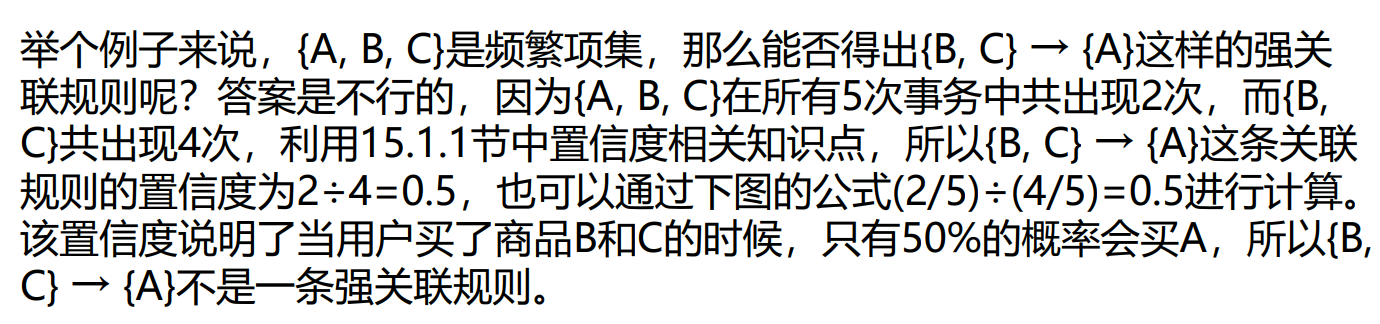 举个例子来说，{A, B, C}是频繁项集，那么能否得出{B, C} → {A}这样的强关
联规则呢？答案是不行的，因为{A, B, C}在所有5次事务中共出现2次，而{B,
C}共出现4次，利用15.1.1节中置信度相关知识点，所以{B, C} → {A}这条关联
规则的置信度为2÷4=0.5，也可以通过下图的公式(2/5)÷(4/5)=0.5进行计算。
该置信度说明了当用户买了商品B和C的时候，只有50%的概率会买A，所以{B,
C} → {A}不是一条强关联规则。